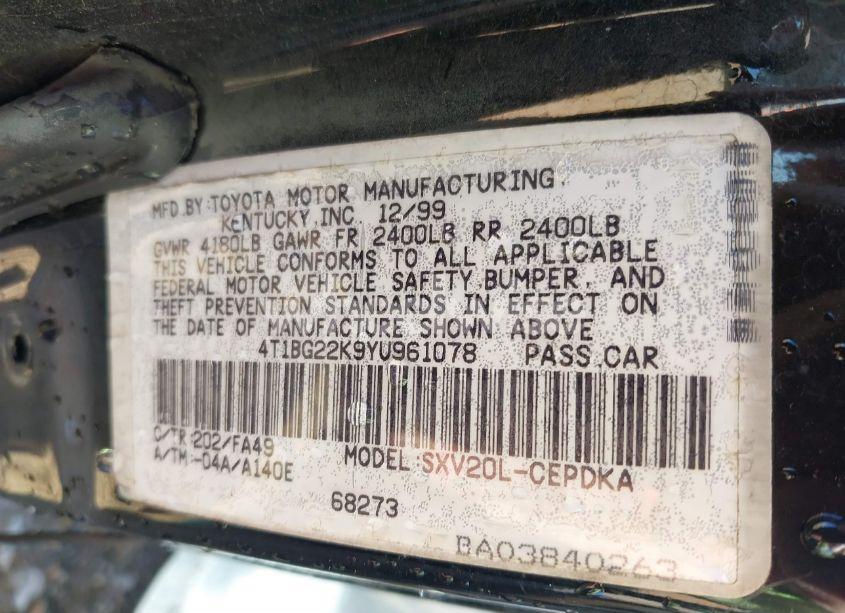 MFD.BY:TOYOTA MOTOR MANUFACTURING,
KENTUCKY,INC. 12/99
GVWR 4180LB GAWR FR 2400LB RR 2400LB
THIS VEHICLE CONFORMS TO ALL APPLICABLE
FEDERAL MOTOR VEHICLE SAFETY,BUMPER, AND
THEFT PREVENTION STANDARDS IN EFFECT ON
THE DATE OF MANUFACTURE SHOWN ABOVE
4T1BG22K9YU961078 PASS.CAR
C/TR:202/FA49
A/TM:-04A/A140E
MODEL SXV20L-CEPDKA
68273
BA03840263